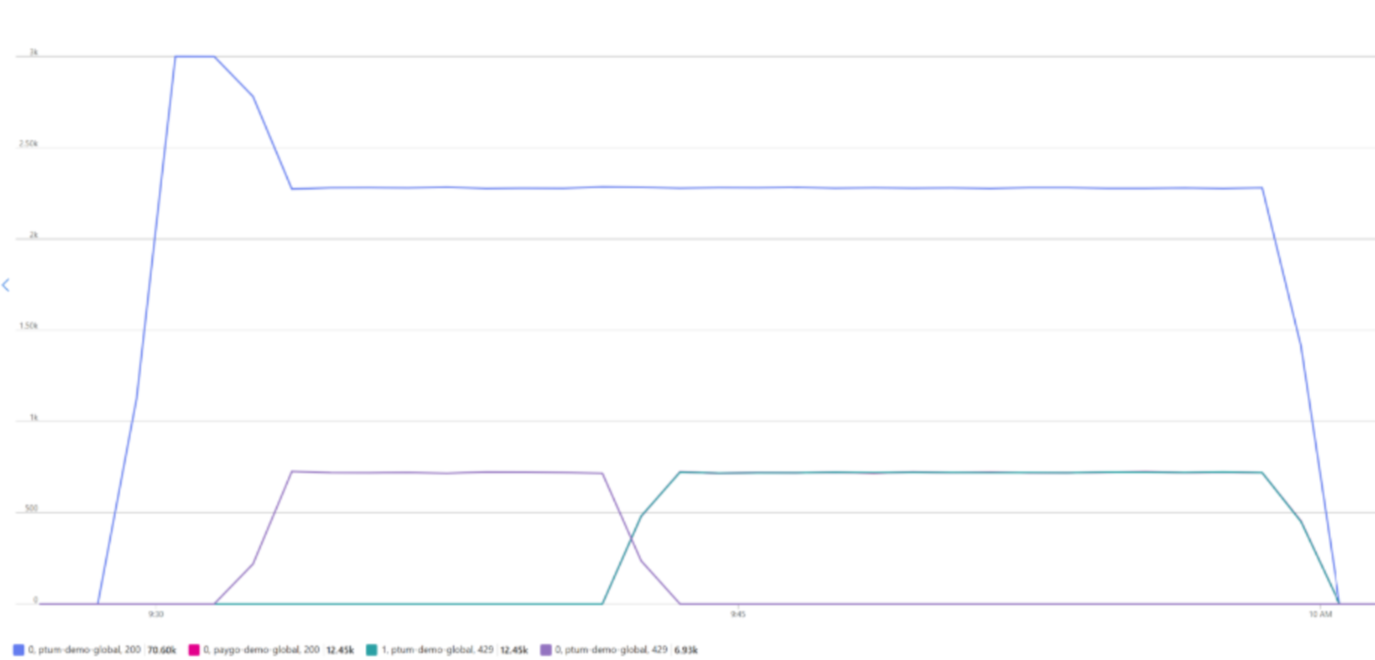 3k
2.50k
2k
1.50k
1k
500
0
9:30 9:45 10 AM
0, ptum-demo-global, 200 70.60k 0, paygo-demo-global, 200 12.45k 1, ptum-demo-global, 429 12.45k 0, ptum-demo-global, 429 6.93k